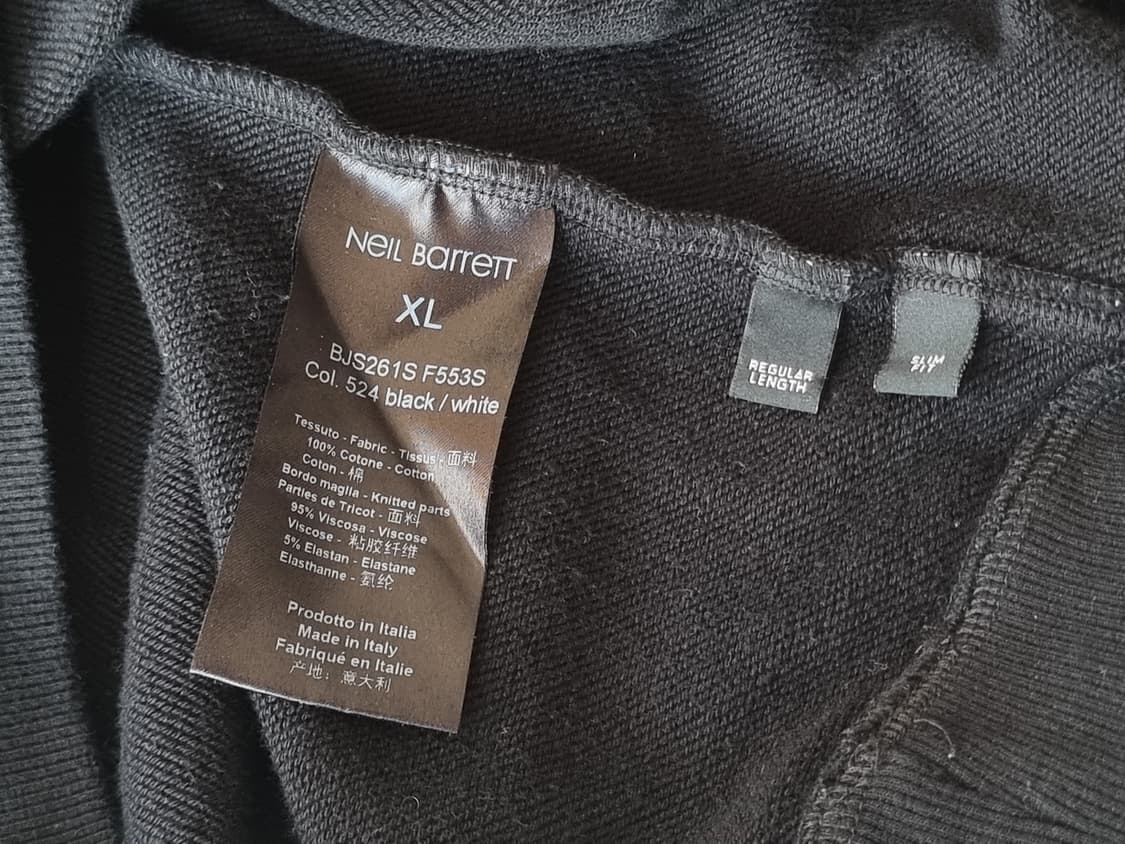 Neil Barrett
XL
BJS261S F553S
Col. 524 black / white
Tessuto - Fabric - Tissus - 面料
100% Cotone - Cotton
Coton - 棉
Bordo maglia - Knitted parts
Parties de Tricot - 面料
95% Viscosa - Viscose
Viscose - 粘胶纤维
5% Elastan - Elastane
Elasthanne - 氨纶
Prodotto in Italia
Made in Italy
Fabriqué en Italie
产地：意大利
REGULAR
LENGTH
SLIM
FIT